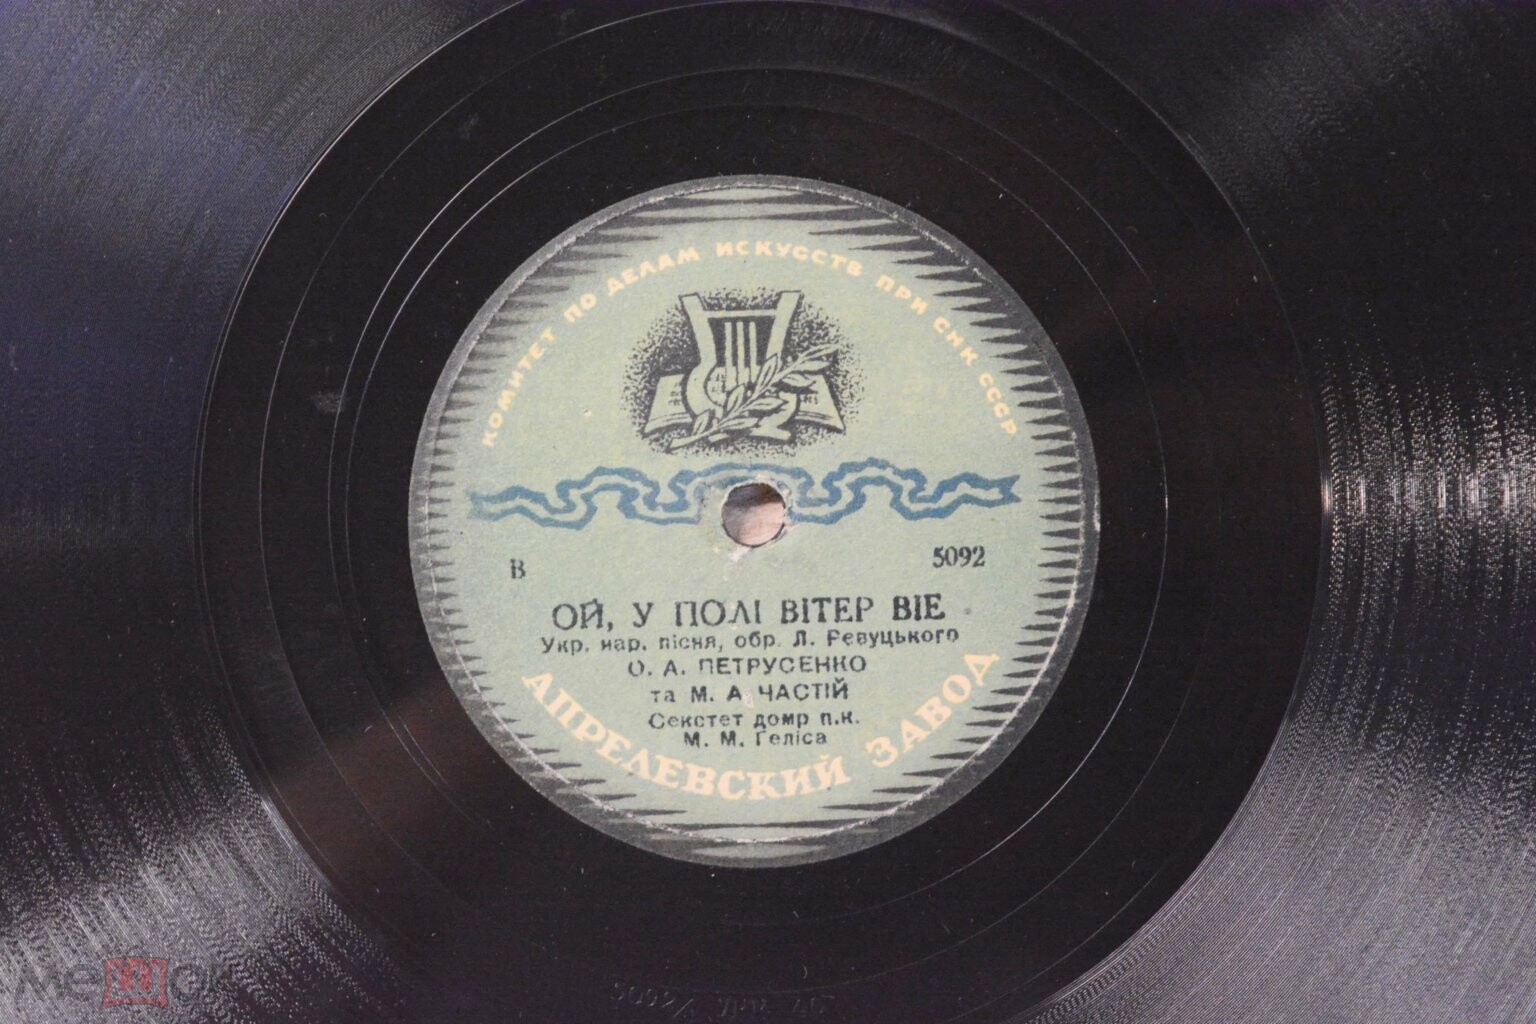 КОМИТЕТ ПО ДЕЛАМ ИСКУССТВ ПРИ СНК СССР
В 5092
ОЙ, У ПОЛІ ВІТЕР ВІЕ
Укр. нар. пісня, обр. Л. Ревуцького
О. А. ПЕТРУСЕНКО
та М. А. ЧАСТІЙ
Секстет домр п.к.
М. М. Геліса
АПРЕЛЕВСКИЙ ЗАВОД
Мешок